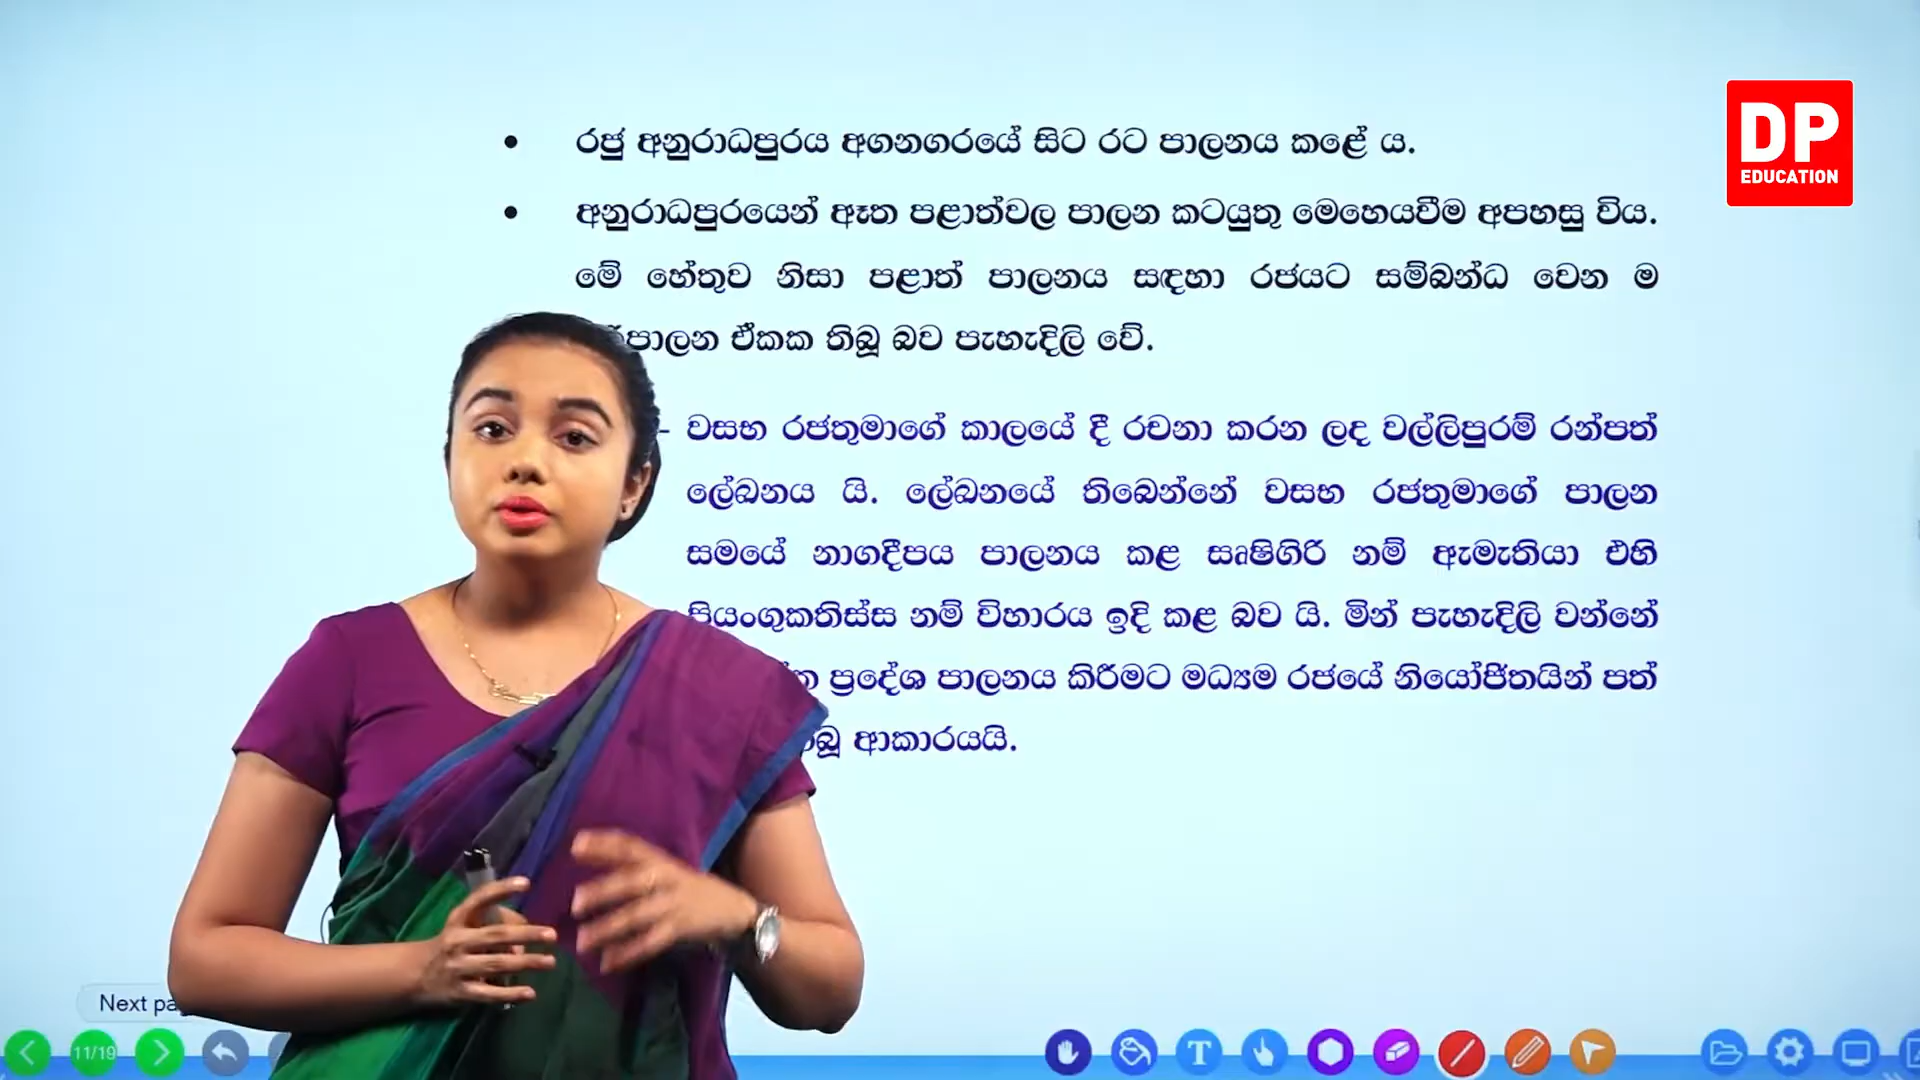 DP
EDUCATION
• රජු අනුරාධපුරය අගනගරයේ සිට රට පාලනය කළේ ය.
• අනුරාධපුරයෙන් ඈත පළාත්වල පාලන කටයුතු මෙහෙයවීම අපහසු විය.
මේ හේතුව නිසා පළාත් පාලනය සඳහා රජයට සම්බන්ධ වෙන ම
ඒකක තිබූ බව පැහැදිලි වේ.
- වසභ රජතුමාගේ කාලයේ දී රචනා කරන ලද වල්ලිපුරම් රන්පත්
ලේඛනය යි. ලේඛනයේ තිබෙන්නේ වසභ රජතුමාගේ පාලන
සමයේ නාගදීපය පාලනය කළ සෘෂිගිරි නම් ඇමැතියා එහි
පියංගුකතිස්ස නම් විහාරය ඉදි කළ බව යි. මින් පැහැදිලි වන්නේ
ප්‍රදේශ පාලනය කිරීමට මධ්‍යම රජයේ නියෝජිතයින් පත්
ආකාරයයි.
Next
11/19
T